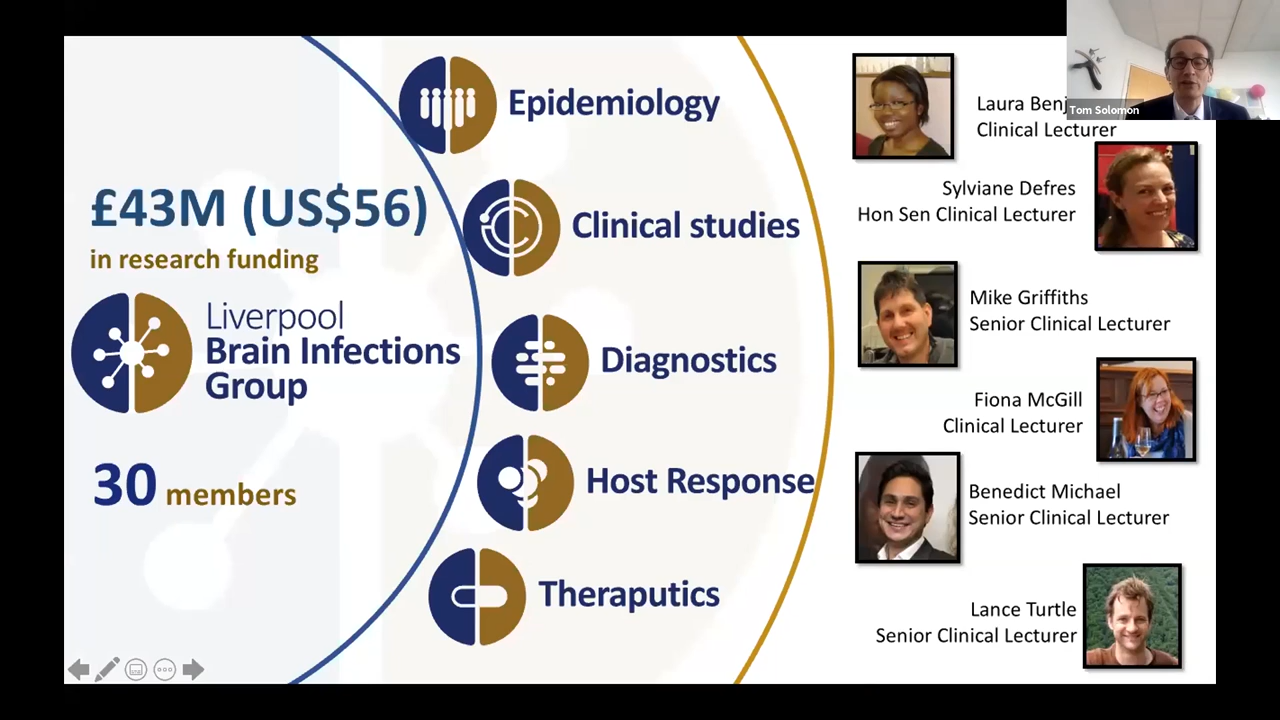 £43M (US$56)
in research funding
Liverpool
Brain Infections
Group
30 members
Epidemiology
Clinical studies
Diagnostics
Host Response
Theraputics
Tom Solomon
Laura
Clinical Lecturer
Sylviane Defres
Hon Sen Clinical Lecturer
Mike Griffiths
Senior Clinical Lecturer
Fiona McGill
Clinical Lecturer
Benedict Michael
Senior Clinical Lecturer
Lance Turtle
Senior Clinical Lecturer